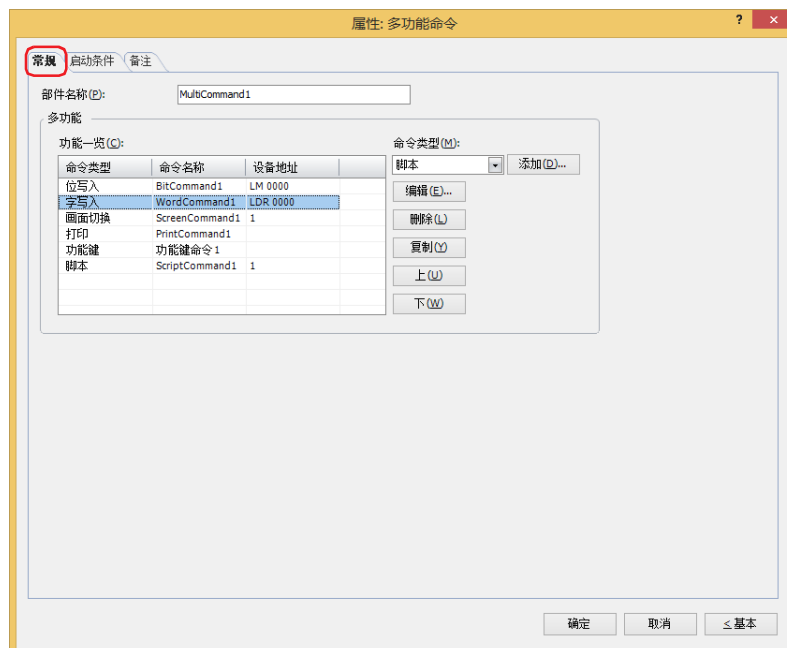 属性: 多功能命令
? ×
常规 启动条件 备注
部件名称(P): MultiCommand1
多功能
功能一览(C): 命令类型(M):
脚本 添加(D)...
命令类型 命令名称 设备地址
位写入 BitCommand1 LM 0000
字写入 WordCommand1 LDR 0000
画面切换 ScreenCommand1 1
打印 PrintCommand1
功能键 功能键命令1
脚本 ScriptCommand1 1
编辑(E)...
删除(L)
复制(Y)
上(U)
下(W)
确定 取消 ≤基本